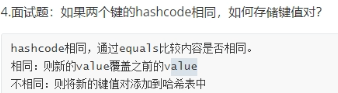 4.面试题：如果两个键的hashcode相同，如何存储键值对？
hashcode相同，通过equals比较内容是否相同。
相同：则新的value覆盖之前的value
不相同：则将新的键值对添加到哈希表中